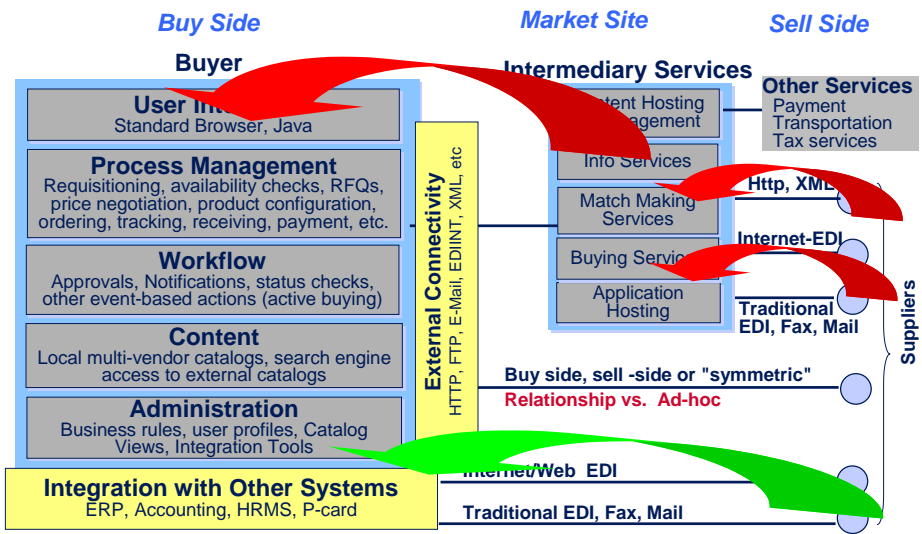 Buy Side
Market Site
Sell Side
Buyer
User
Standard Browser, Java
Process Management
Requisitioning, availability checks, RFQs,
price negotiation, product configuration,
ordering, tracking, receiving, payment, etc.
Workflow
Approvals, Notifications, status checks,
other event-based actions (active buying)
Content
Local multi-vendor catalogs, search engine
access to external catalogs
Administration
Business rules, user profiles, Catalog
Views, Integration Tools
Integration with Other Systems
ERP, Accounting, HRMS, P-card
External Connectivity
HTTP, FTP, E-Mail, EDIINT, XML, etc
Intermediary Services
Hosting
Info Services
Match Making
Services
Buying
Application
Hosting
Other Services
Payment
Transportation
Tax services
Http, XML
Internet-EDI
Traditional
EDI, Fax, Mail
Buy side, sell -side or "symmetric"
Relationship vs. Ad-hoc
Internet/Web EDI
Traditional EDI, Fax, Mail
Suppliers